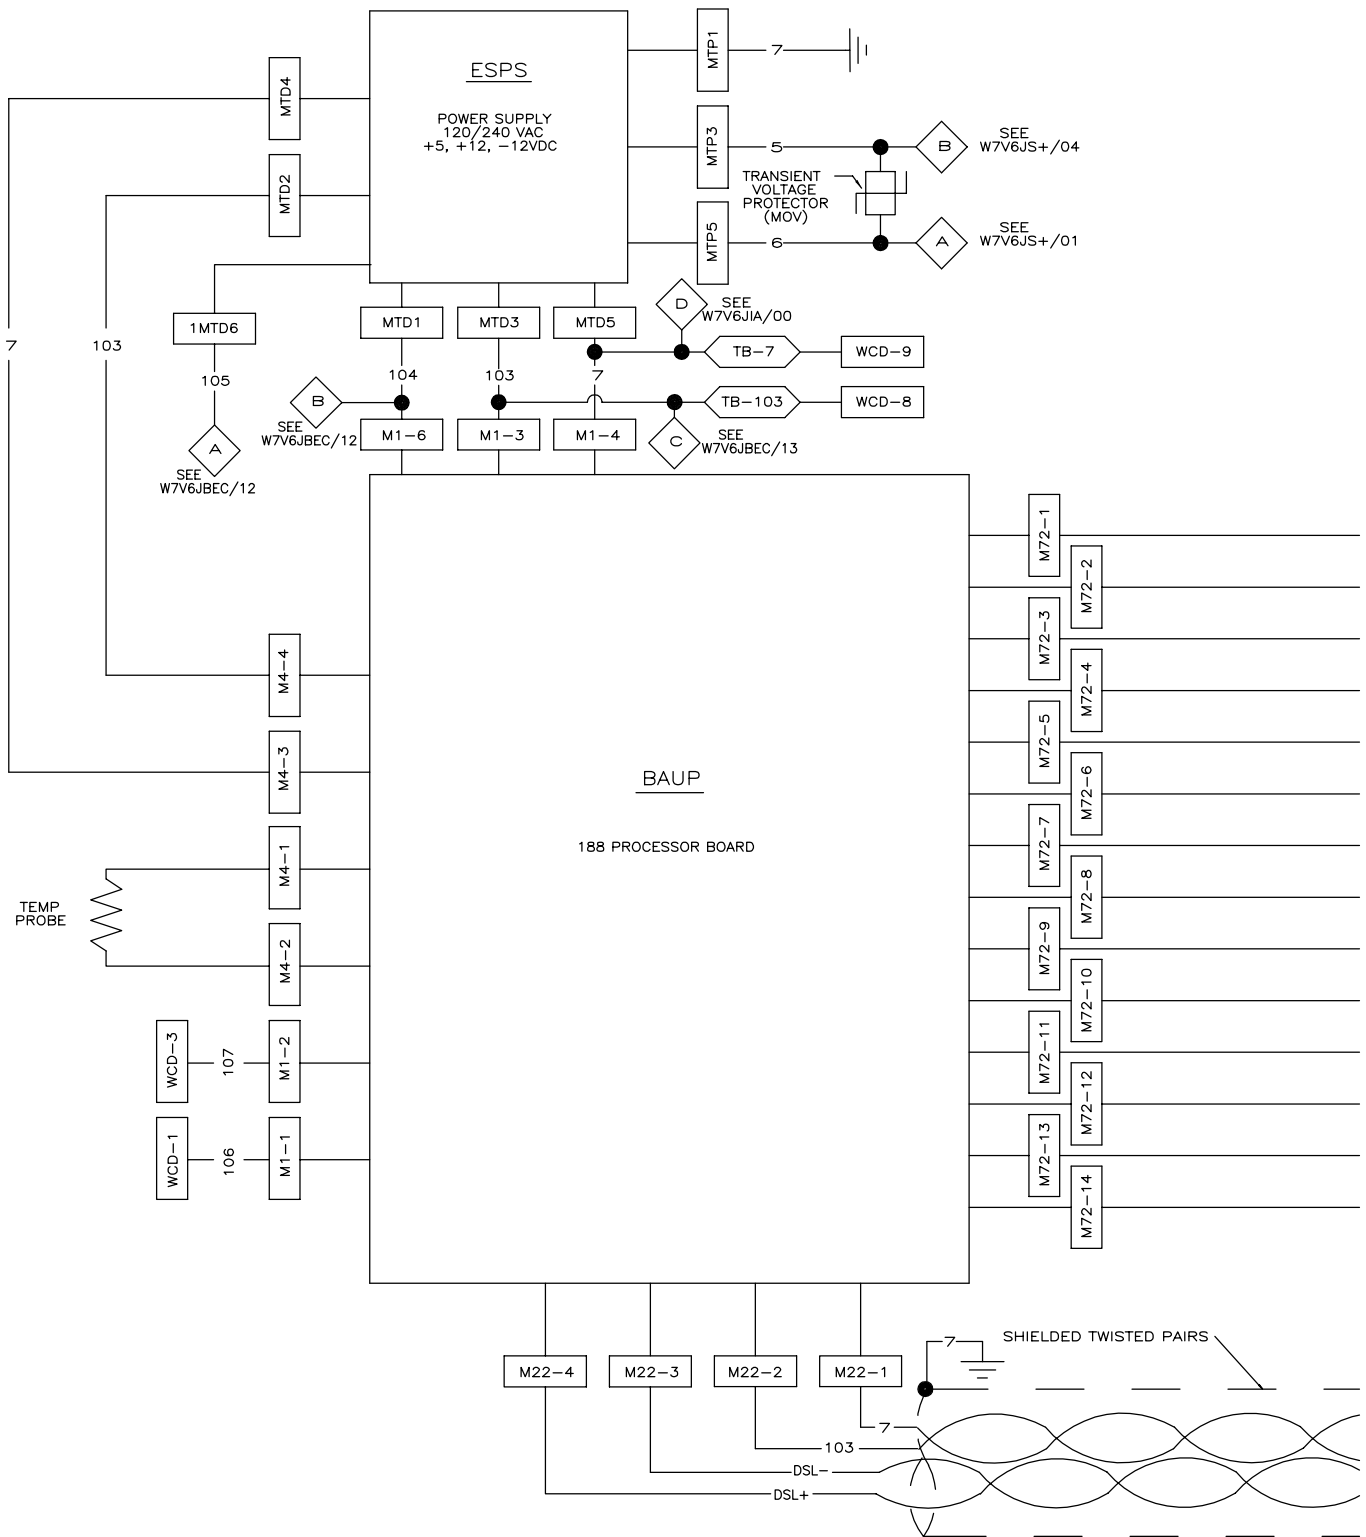 ESPS
POWER SUPPLY
120/240 VAC
+5, +12, −12VDC
MTP1
7
MTD4
MTP3
5
B
SEE
W7V6JS+/04
MTD2
TRANSIENT
VOLTAGE
PROTECTOR
(MOV)
MTP5
6
A
SEE
W7V6JS+/01
D
SEE
W7V6JIA/00
1MTD6
MTD1
MTD3
MTD5
7
103
TB-7
WCD-9
105
104
103
7
B
SEE
W7V6JBEC/12
TB-103
WCD-8
M1-6
M1-3
M1-4
C
SEE
W7V6JBEC/13
A
SEE
W7V6JBEC/12
M72-1
M72-2
M72-3
M72-4
M72-5
M72-6
M72-7
M72-8
M72-9
M72-10
M72-11
M72-12
M72-13
M72-14
M4-4
M4-3
BAUP
188 PROCESSOR BOARD
M4-1
TEMP
PROBE
M4-2
WCD-3
107
M1-2
WCD-1
106
M1-1
M22-4
M22-3
M22-2
M22-1
7
SHIELDED TWISTED PAIRS
7
103
DSL-
DSL+